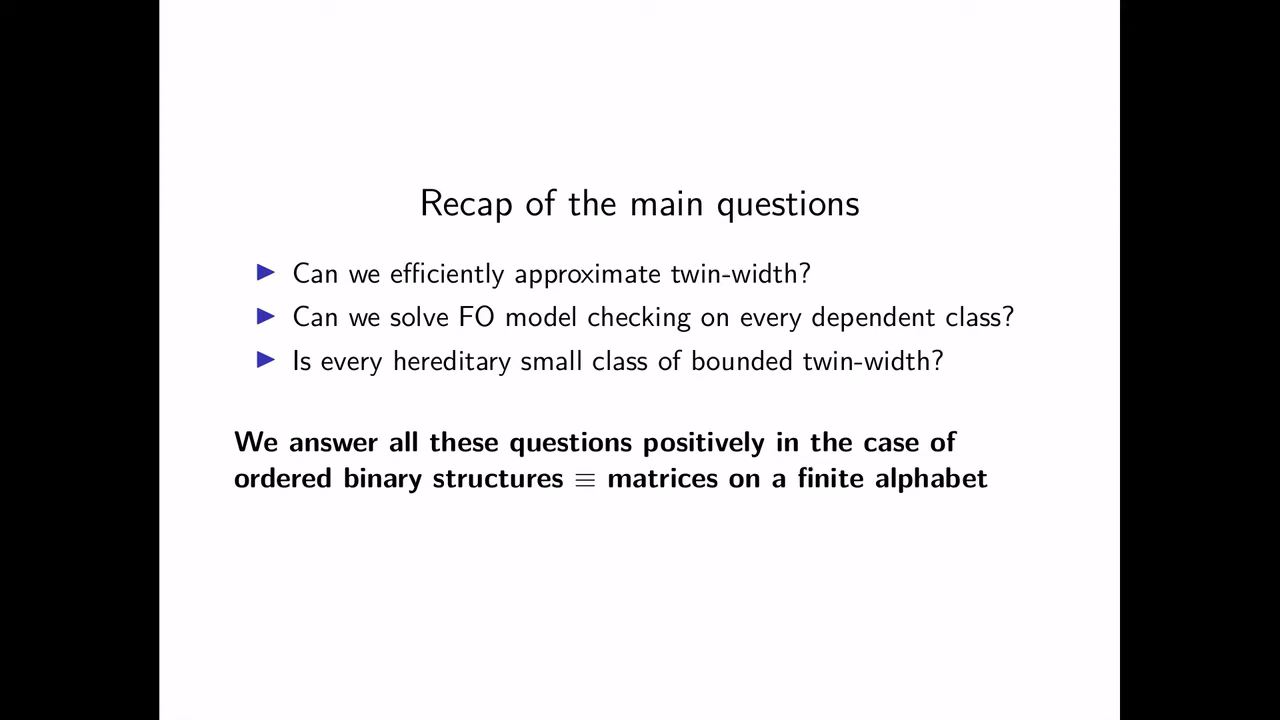 Recap of the main questions
▶ Can we efficiently approximate twin-width?
▶ Can we solve FO model checking on every dependent class?
▶ Is every hereditary small class of bounded twin-width?
We answer all these questions positively in the case of
ordered binary structures ≡ matrices on a finite alphabet